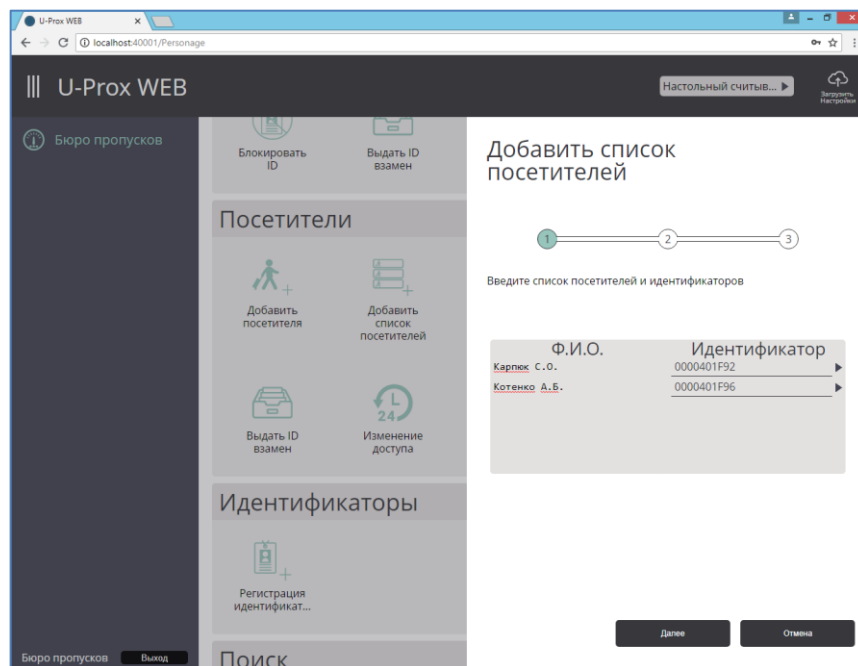 U-Prox WEB
localhost:40001/Personage
U-Prox WEB
Настольный считыв...
Загрузить
Настройки
Бюро пропусков
Блокировать
ID
Выдать ID
взамен
Посетители
Добавить
посетителя
Добавить
список
посетителей
Выдать ID
взамен
24
Изменение
доступа
Идентификаторы
Регистрация
идентификат...
Поиск
Добавить список
посетителей
1
2
3
Введите список посетителей и идентификаторов
Ф.И.О. Идентификатор
Карпюк С.О. 0000401F92
Котенко А.Б. 0000401F96
Далее
Отмена
Бюро пропусков
Выход